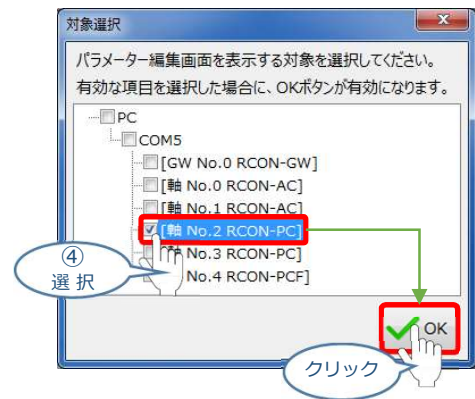 対象選択
パラメーター編集画面を表示する対象を選択してください。
有効な項目を選択した場合に、OKボタンが有効になります。
PC
COM5
[GW No.0 RCON-GW]
[軸 No.0 RCON-AC]
[軸 No.1 RCON-AC]
[軸 No.2 RCON-PC]
No.3 RCON-PC]
No.4 RCON-PCF]
④
選 択
OK
クリック